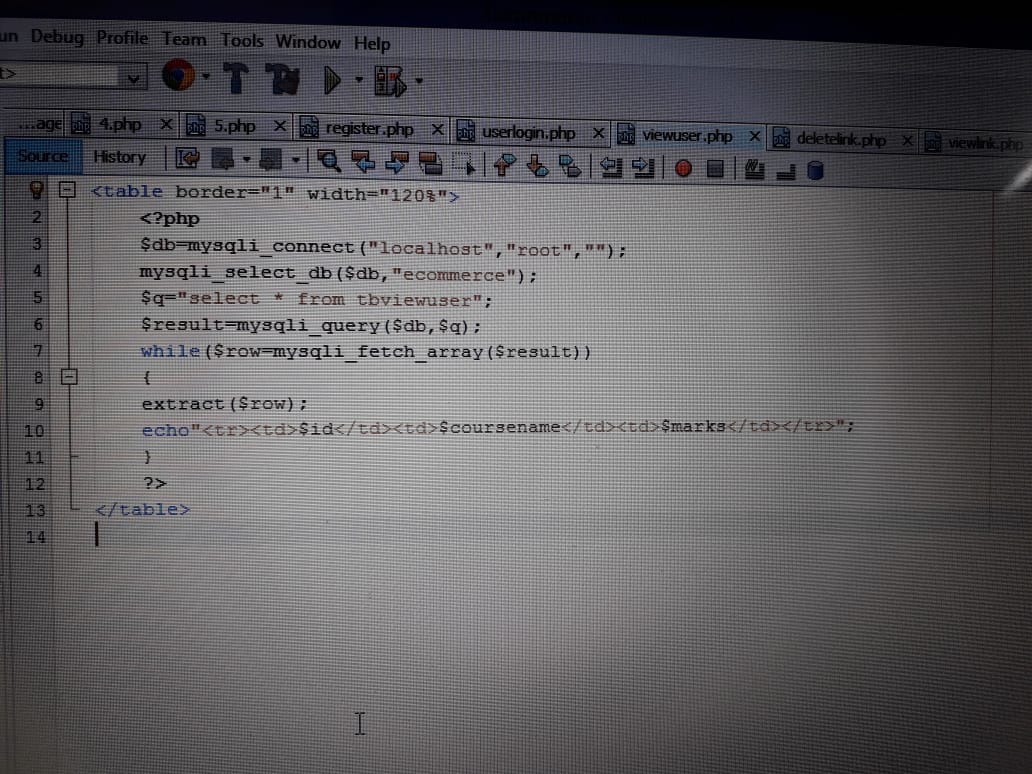 un Debug Profile Team Tools Window Help
t>
...age 4.php × 5.php × register.php × userlogin.php × viewuser.php × deletelink.php × viewlink.php
Source History
<table border="1" width="120%">
2 <?php
3 $db=mysqli_connect("localhost","root","");
4 mysqli_select_db($db,"ecommerce");
5 $q="select * from tbviewuser";
6 $result=mysqli_query($db,$q);
7 while($row=mysqli_fetch_array($result))
8 {
9 extract($row);
10 echo"<tr><td>$id</td><td>$coursename</td><td>$marks</td></tr>";
11 }
12 ?>
13 </table>
14